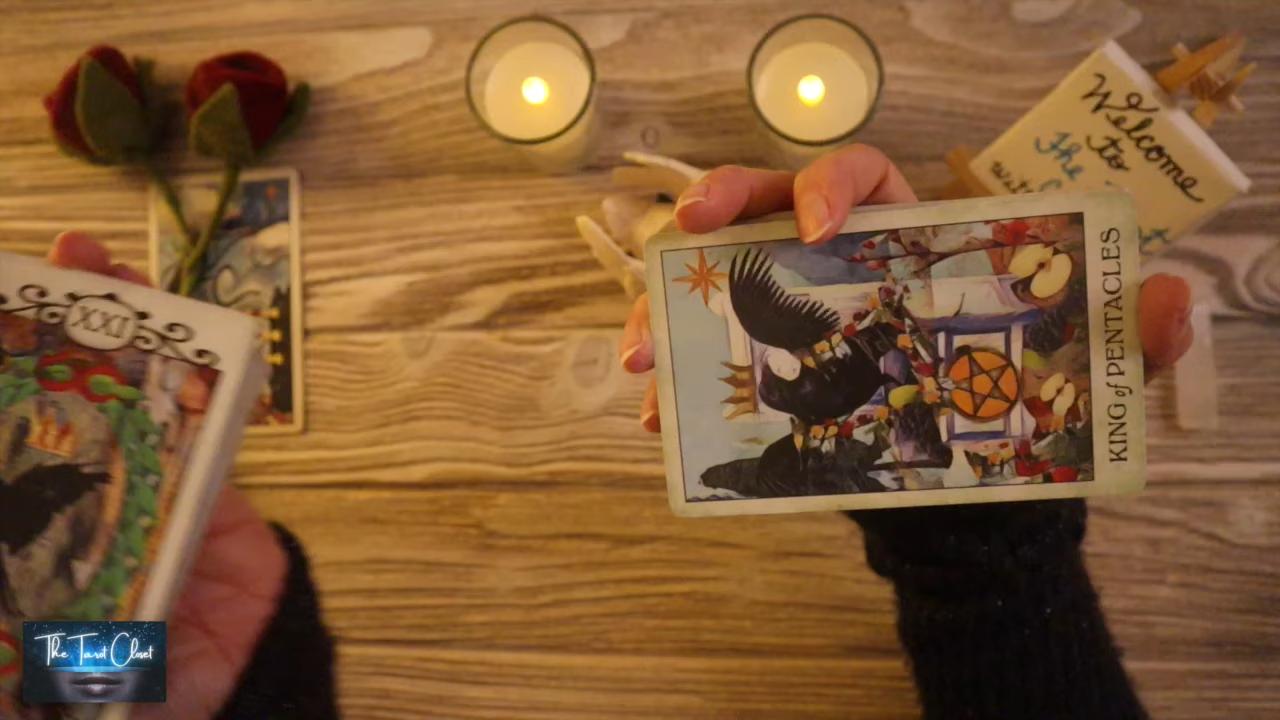 Welcome
to
The
XXI
KING of PENTACLES
The Tarot Closet